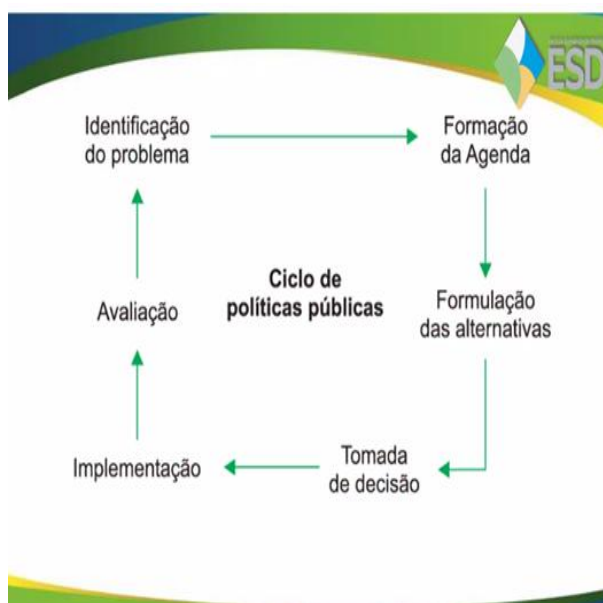 ESD
Identificação
do problema
Formação
da Agenda
Ciclo de
políticas públicas
Avaliação
Formulação
das alternativas
Implementação
Tomada
de decisão